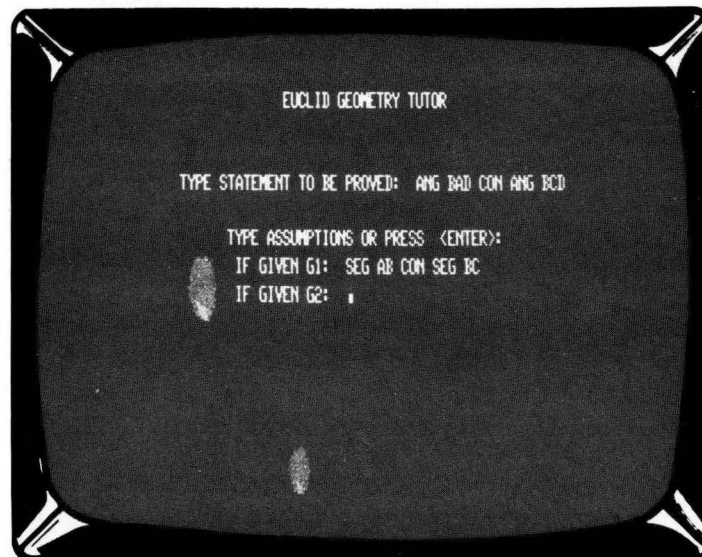 EUCLID GEOMETRY TUTOR
TYPE STATEMENT TO BE PROVED: ANG BAD CON ANG BCD
TYPE ASSUMPTIONS OR PRESS <ENTER>:
IF GIVEN G1: SEG AB CON SEG BC
IF GIVEN G2: